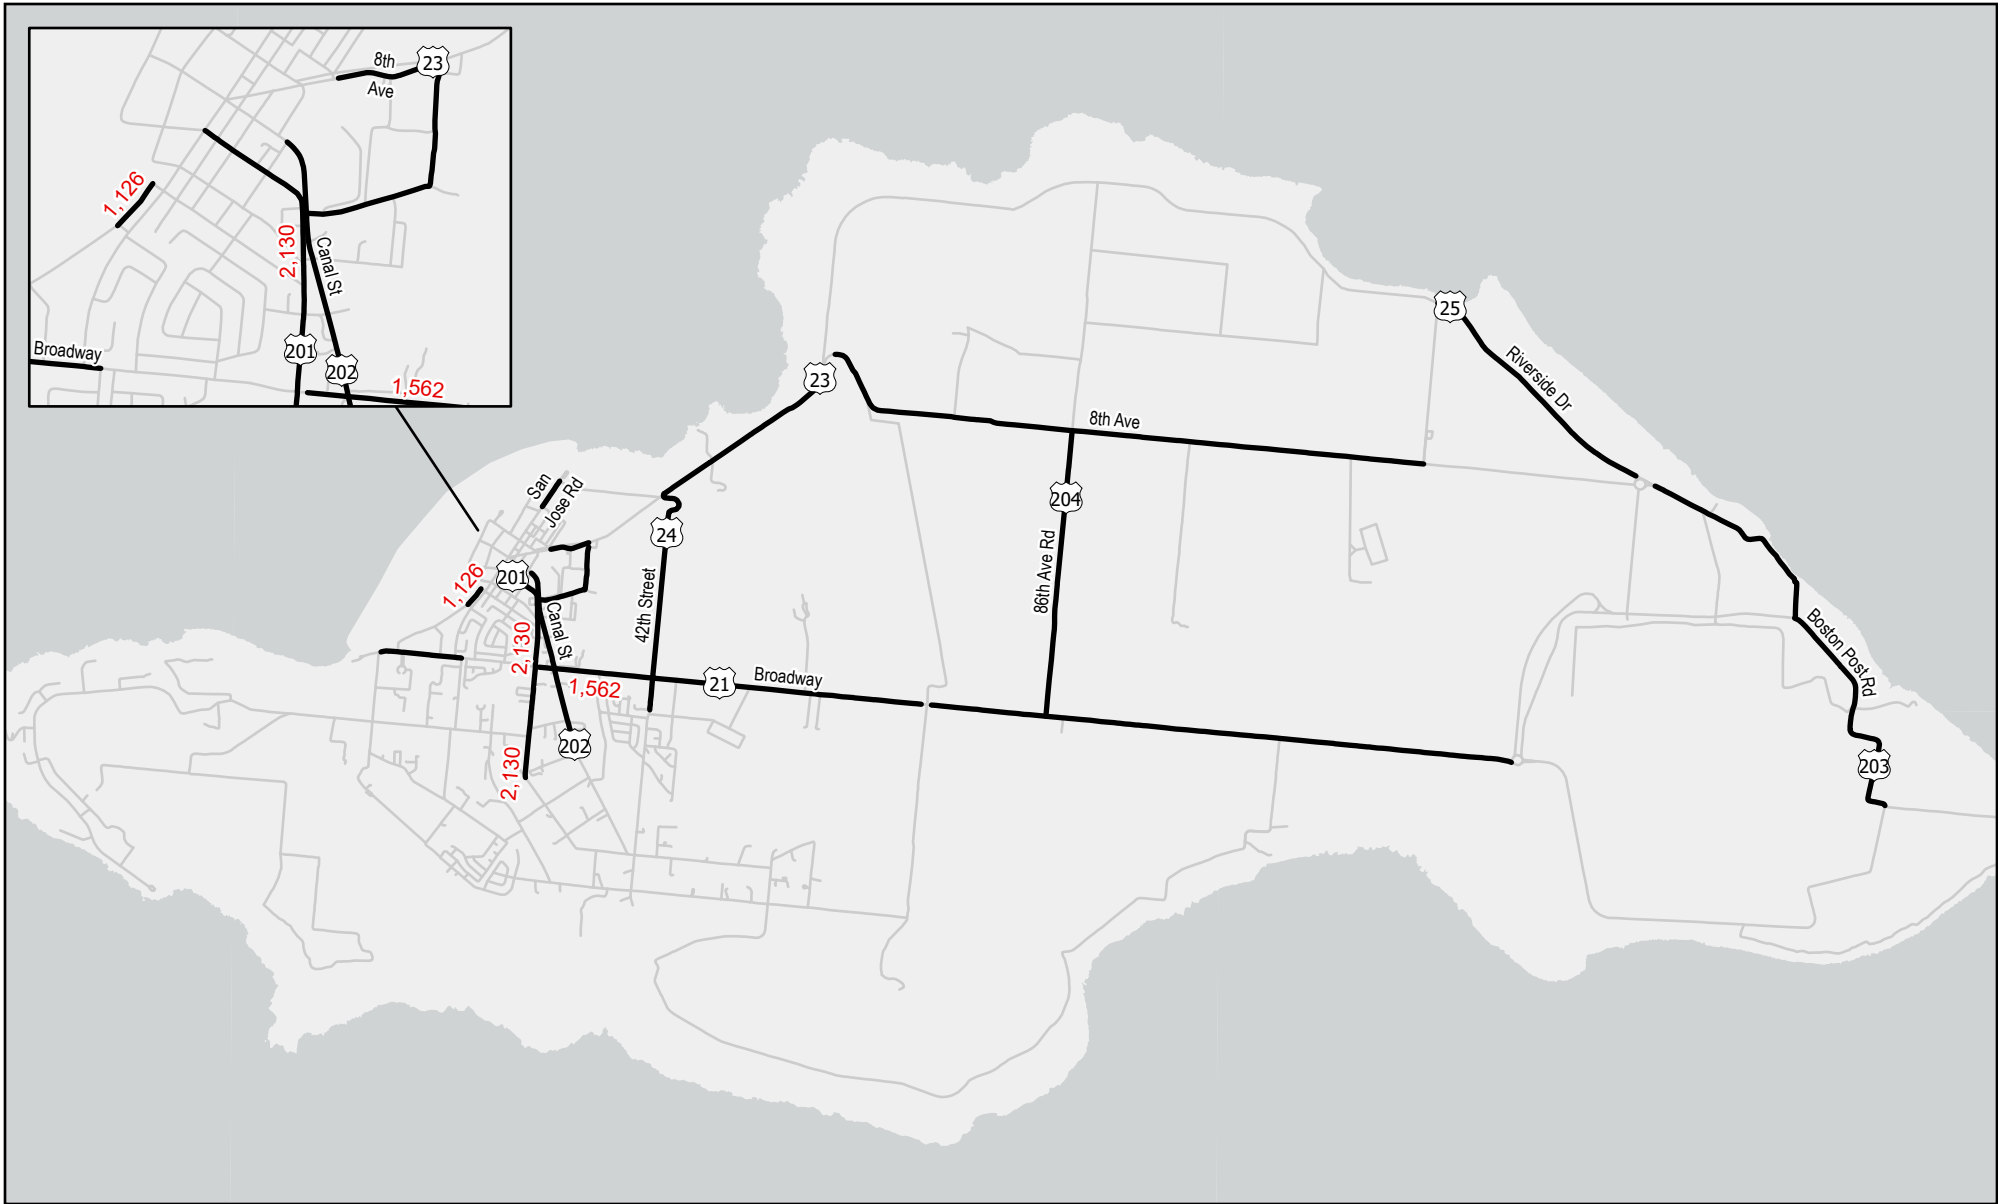 8th
Ave
23
1,126
2,130
Canal St
201
202
Broadway
1,562
25
Riverside Dr
23
8th Ave
San
Jose Rd
204
24
86th Ave Rd
42th Street
201
1,126
Canal St
2,130
1,562
21
Broadway
Boston Post Rd
202
2,130
203